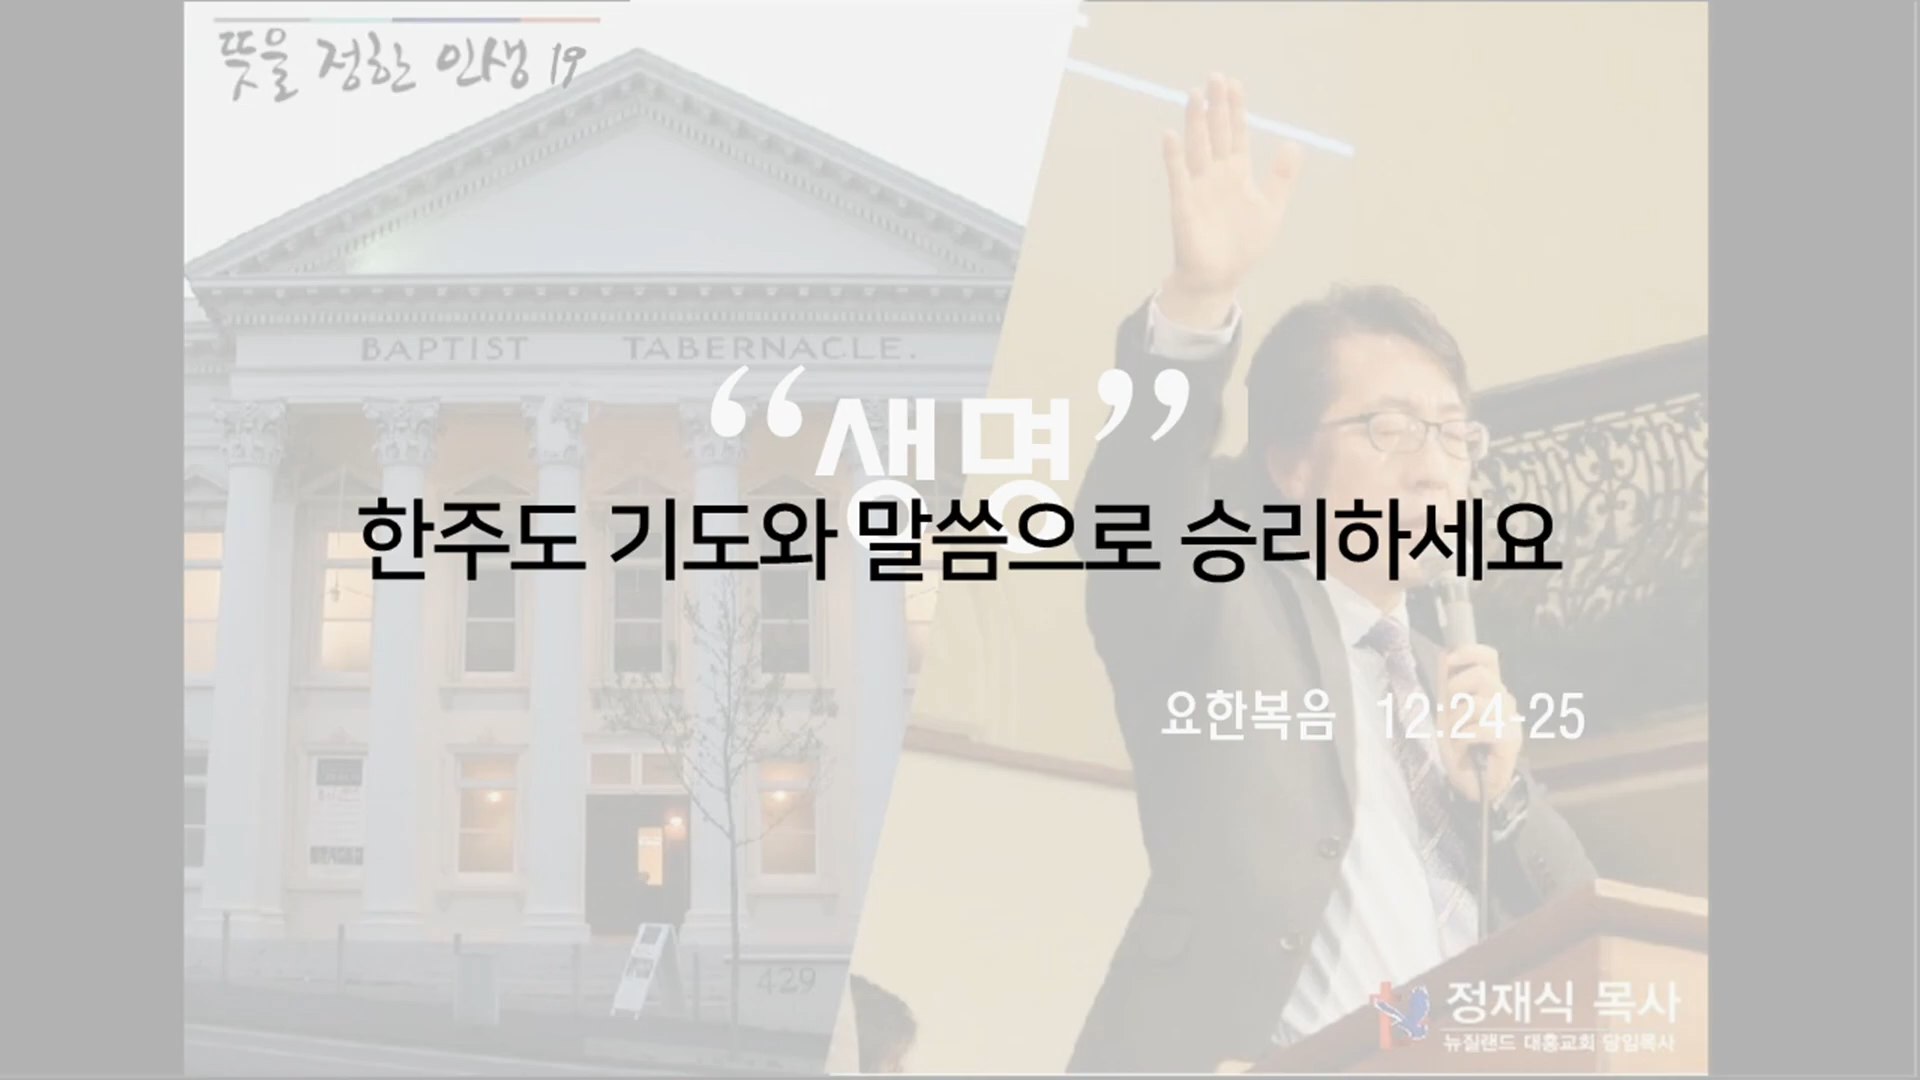 뜻을 정한 인생 19
BAPTIST TABERNACLE.
“생명”
한주도 기도와 말씀으로 승리하세요
요한복음 12:24-25
429
정재식 목사
뉴질랜드 대흥교회 담임목사